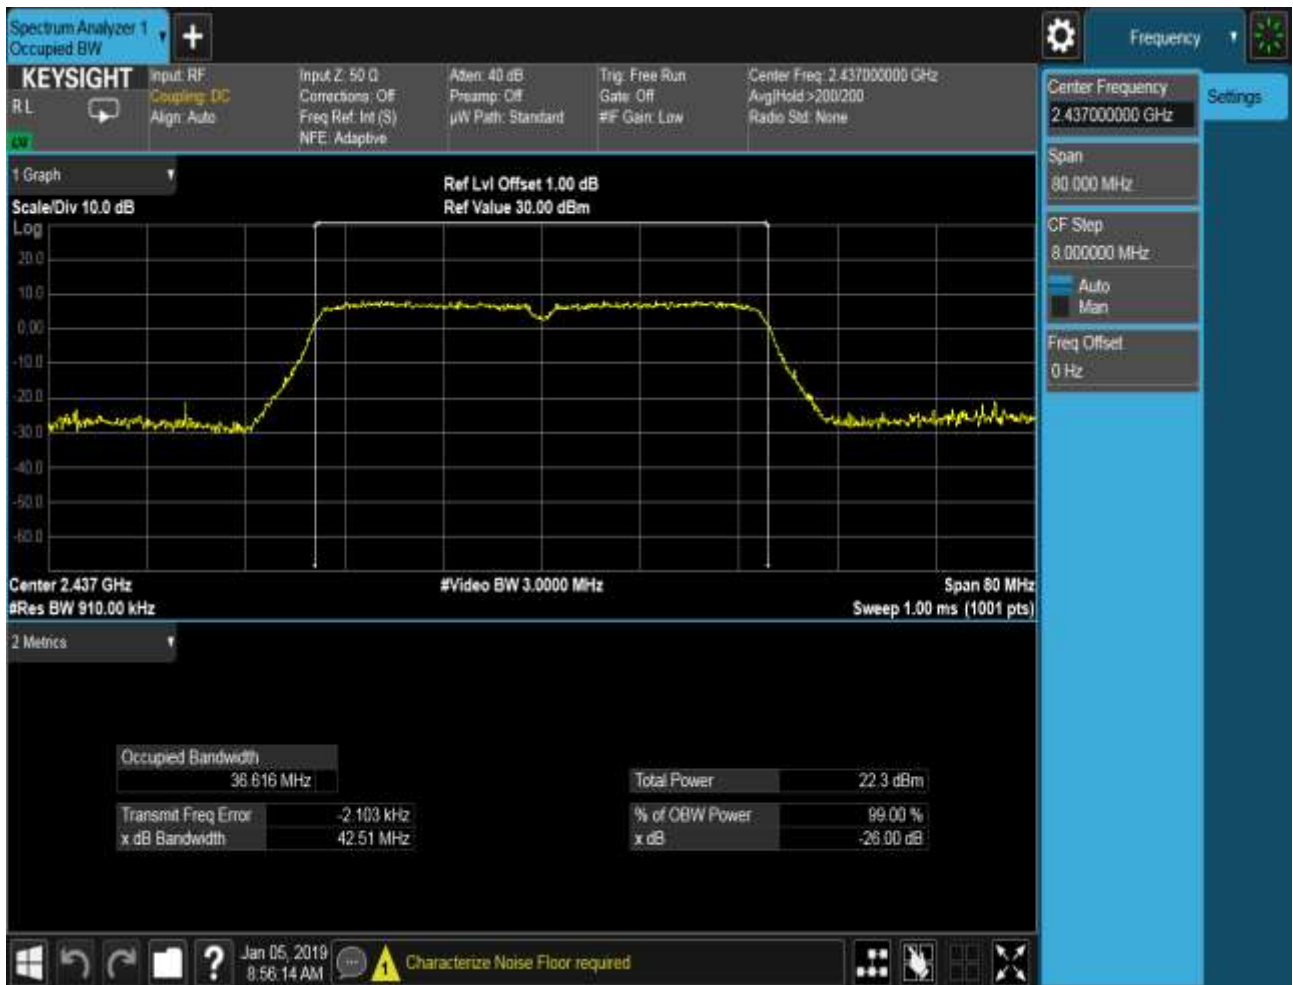 Spectrum Analyzer 1
Occupied BW
Frequency
KEYSIGHT
R L
Input: RF
Coupling: DC
Align: Auto
Input Z: 50 Ω
Corrections: Off
Freq Ref: Int (S)
NFE: Adaptive
Atten: 40 dB
Preamp: Off
µW Path: Standard
Trig: Free Run
Gate: Off
#IF Gain: Low
Center Freq: 2.437000000 GHz
Avg|Hold >200/200
Radio Std: None
Center Frequency
2.437000000 GHz
Settings
Span
80.000 MHz
CF Step
8.000000 MHz
Auto
Man
Freq Offset
0 Hz
1 Graph
Scale/Div 10.0 dB
Ref Lvl Offset 1.00 dB
Ref Value 30.00 dBm
Log
20.0
10.0
0.00
-10.0
-20.0
-30.0
-40.0
-50.0
-60.0
Center 2.437 GHz
#Video BW 3.0000 MHz
Span 80 MHz
#Res BW 910.00 kHz
Sweep 1.00 ms (1001 pts)
2 Metrics
Occupied Bandwidth
36.616 MHz
Total Power 22.3 dBm
Transmit Freq Error -2.103 kHz
% of OBW Power 99.00 %
x dB Bandwidth 42.51 MHz
x dB -26.00 dB
?
Jan 05, 2019
8:56:14 AM
1
Characterize Noise Floor required